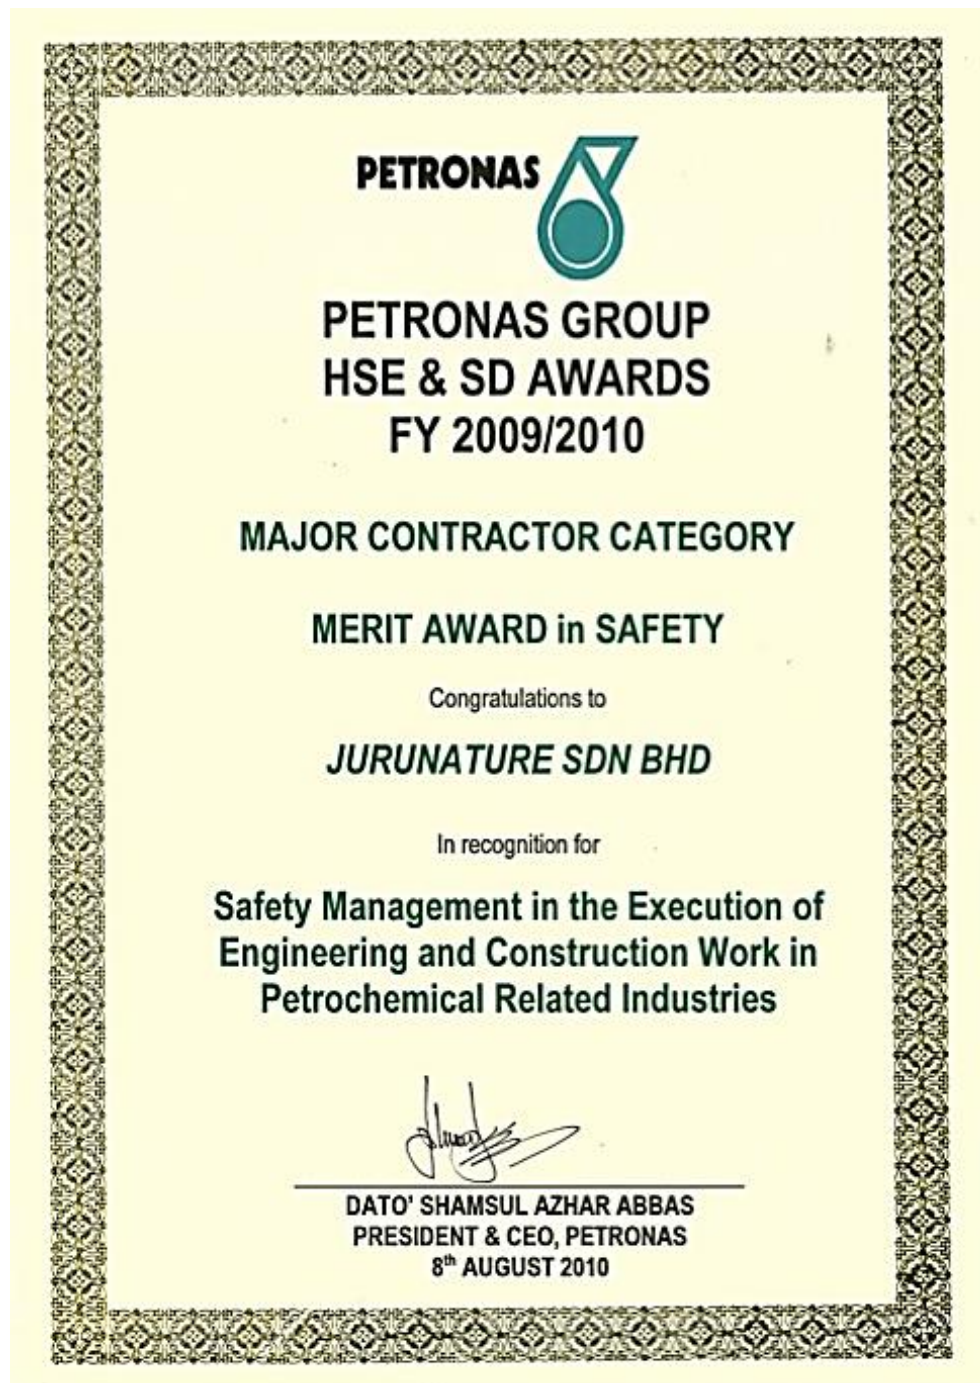 PETRONAS
PETRONAS GROUP
HSE & SD AWARDS
FY 2009/2010
MAJOR CONTRACTOR CATEGORY
MERIT AWARD in SAFETY
Congratulations to
JURUNATURE SDN BHD
In recognition for
Safety Management in the Execution of
Engineering and Construction Work in
Petrochemical Related Industries
DATO' SHAMSUL AZHAR ABBAS
PRESIDENT & CEO, PETRONAS
8th AUGUST 2010